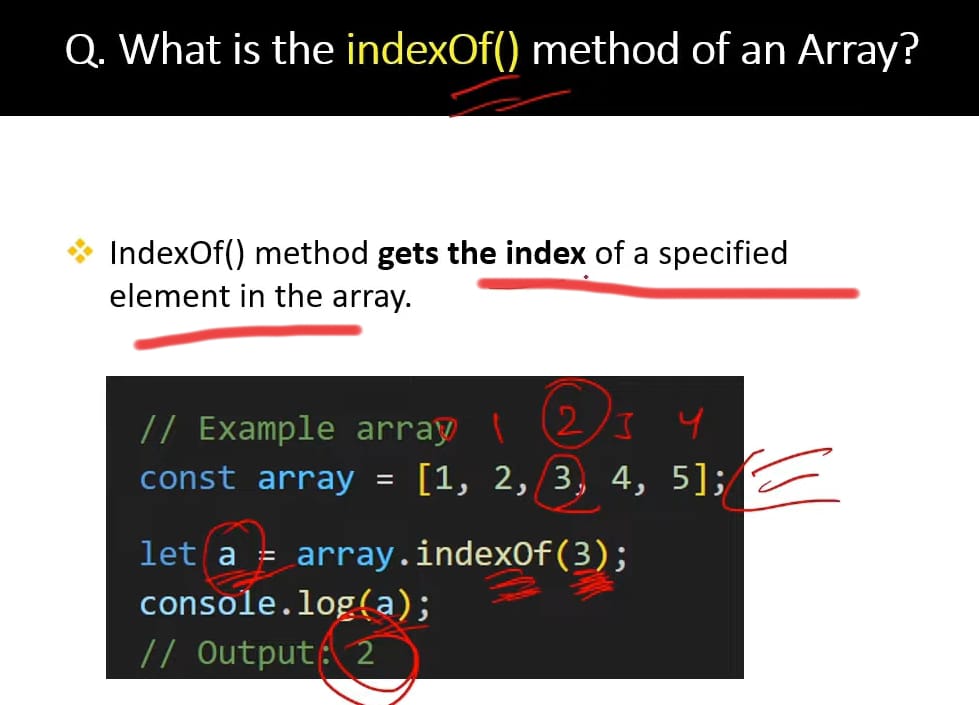 Q. What is the indexOf() method of an Array?
IndexOf() method gets the index of a specified
element in the array.
// Example array
0 1 2 3 4
const array = [1, 2, 3, 4, 5];
let a = array.indexOf(3);
console.log(a);
// Output: 2